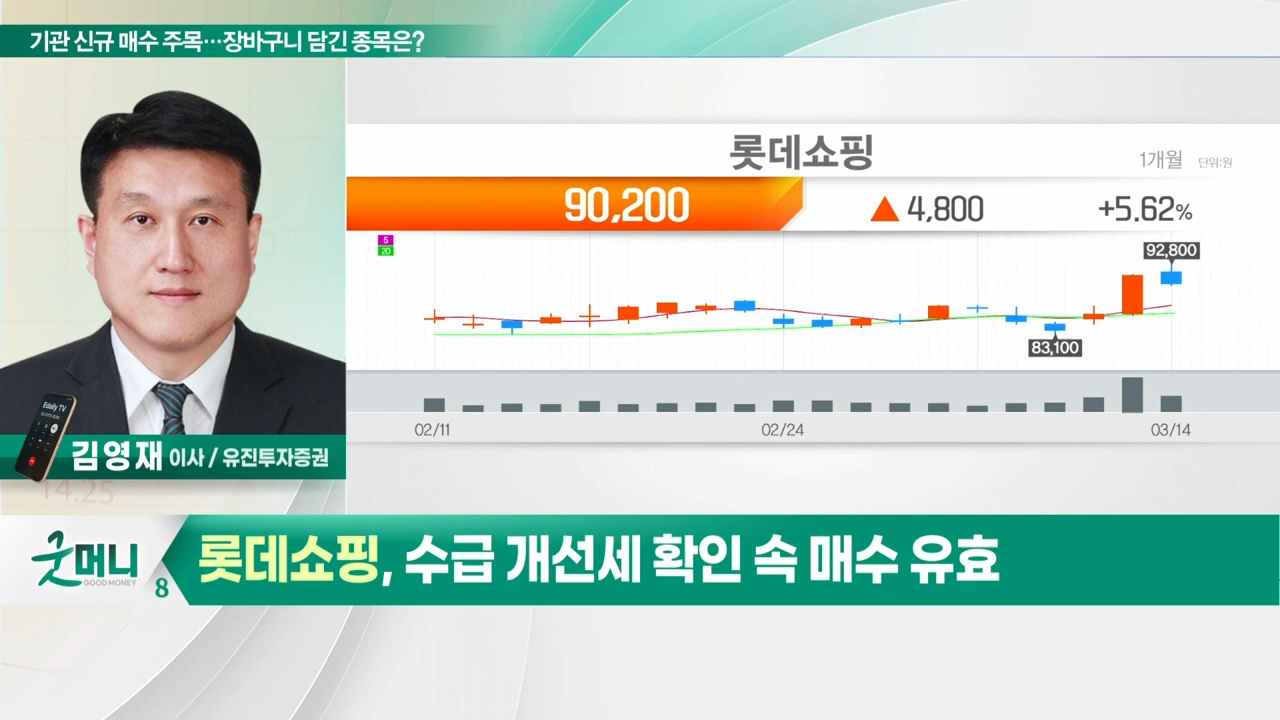 기관 신규 매수 주목…장바구니 담긴 종목은?
롯데쇼핑
1개월 단위:원
90,200 ▲ 4,800 +5.62%
5
20
92,800
83,100
02/11 02/24 03/14
Edaily TV
김영재 이사 / 유진투자증권
14.25
굿머니
GOOD MONEY
8
롯데쇼핑, 수급 개선세 확인 속 매수 유효